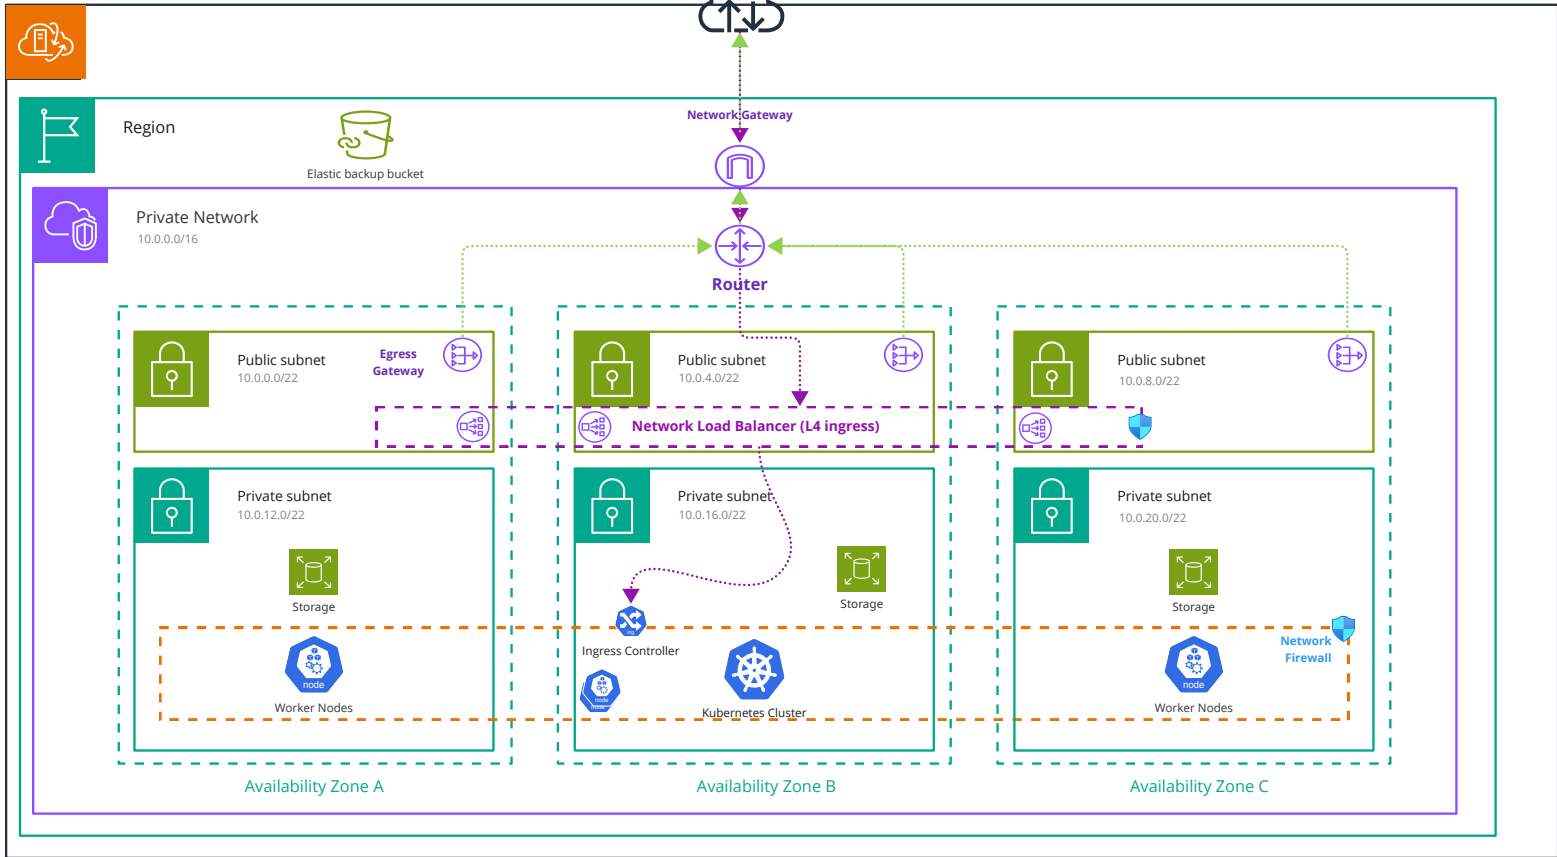 Network Gateway
Region
Elastic backup bucket
Private Network
10.0.0.0/16
Router
Public subnet
10.0.0.0/22
Egress
Gateway
Public subnet
10.0.4.0/22
Public subnet
10.0.8.0/22
Network Load Balancer (L4 ingress)
Private subnet
10.0.12.0/22
Private subnet
10.0.16.0/22
Private subnet
10.0.20.0/22
Storage
Storage
Storage
ng
Ingress Controller
Network
Firewall
node
Worker Nodes
node
node
Kubernetes Cluster
node
Worker Nodes
Availability Zone A
Availability Zone B
Availability Zone C